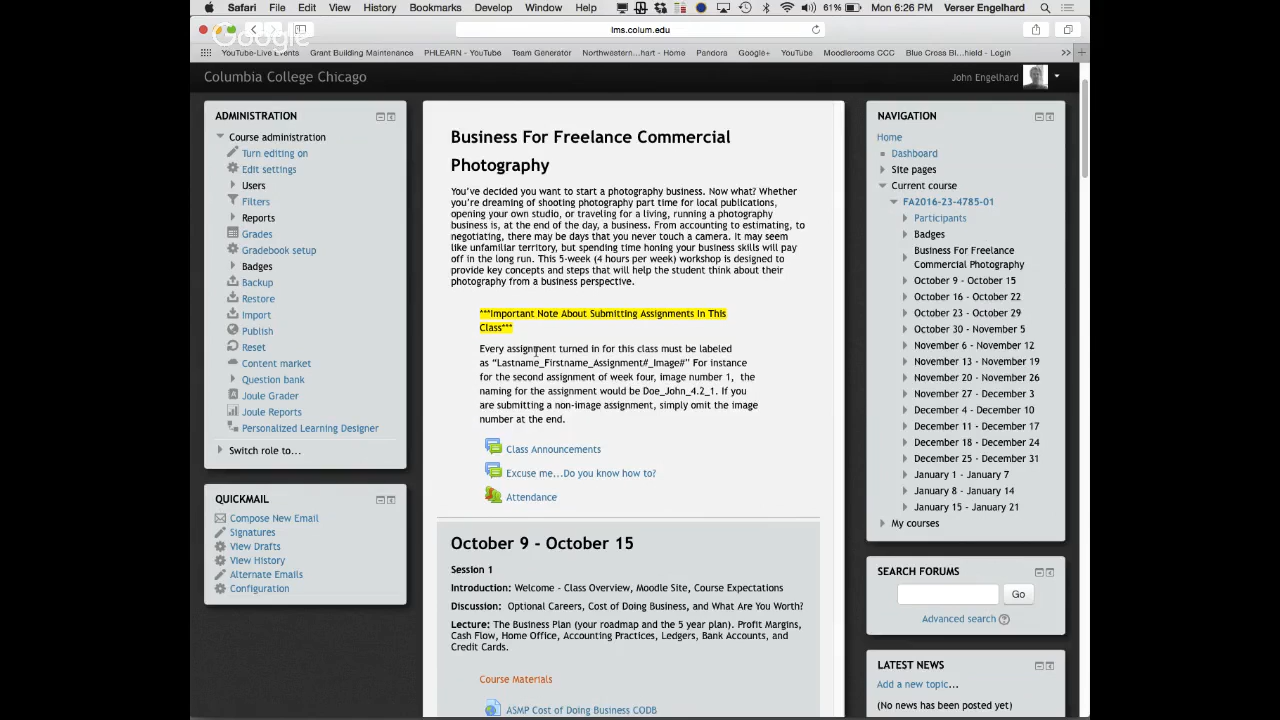 Safari File Edit View History Bookmarks Develop Window Help 61% Mon 6:26 PM Verser Engelhard
Google
lms.colum.edu
YouTube-Live Events Grant Building Maintenance PHLEARN - YouTube Team Generator Northwestern...hart - Home Pandora Google+ YouTube Moodlerooms CCC Blue Cross Bl...hield - Login
Columbia College Chicago
John Engelhard
ADMINISTRATION
Course administration
Turn editing on
Edit settings
Users
Filters
Reports
Grades
Gradebook setup
Badges
Backup
Restore
Import
Publish
Reset
Content market
Question bank
Joule Grader
Joule Reports
Personalized Learning Designer
Switch role to...
QUICKMAIL
Compose New Email
Signatures
View Drafts
View History
Alternate Emails
Configuration
Business For Freelance Commercial
Photography
You've decided you want to start a photography business. Now what? Whether
you're dreaming of shooting photography part time for local publications,
opening your own studio, or traveling for a living, running a photography
business is, at the end of the day, a business. From accounting to estimating, to
negotiating, there may be days that you never touch a camera. It may seem
like unfamiliar territory, but spending time honing your business skills will pay
off in the long run. This 5-week (4 hours per week) workshop is designed to
provide key concepts and steps that will help the student think about their
photography from a business perspective.
***Important Note About Submitting Assignments In This
Class***
Every assignment turned in for this class must be labeled
as “Lastname_Firstname_Assignment#_Image#” For instance
for the second assignment of week four, image number 1, the
naming for the assignment would be Doe_John_4.2_1. If you
are submitting a non-image assignment, simply omit the image
number at the end.
Class Announcements
Excuse me...Do you know how to?
Attendance
October 9 - October 15
Session 1
Introduction: Welcome - Class Overview, Moodle Site, Course Expectations
Discussion: Optional Careers, Cost of Doing Business, and What Are You Worth?
Lecture: The Business Plan (your roadmap and the 5 year plan). Profit Margins,
Cash Flow, Home Office, Accounting Practices, Ledgers, Bank Accounts, and
Credit Cards.
Course Materials
ASMP Cost of Doing Business CODB
NAVIGATION
Home
Dashboard
Site pages
Current course
FA2016-23-4785-01
Participants
Badges
Business For Freelance
Commercial Photography
October 9 - October 15
October 16 - October 22
October 23 - October 29
October 30 - November 5
November 6 - November 12
November 13 - November 19
November 20 - November 26
November 27 - December 3
December 4 - December 10
December 11 - December 17
December 18 - December 24
December 25 - December 31
January 1 - January 7
January 8 - January 14
January 15 - January 21
My courses
SEARCH FORUMS
Go
Advanced search
LATEST NEWS
Add a new topic...
(No news has been posted yet)